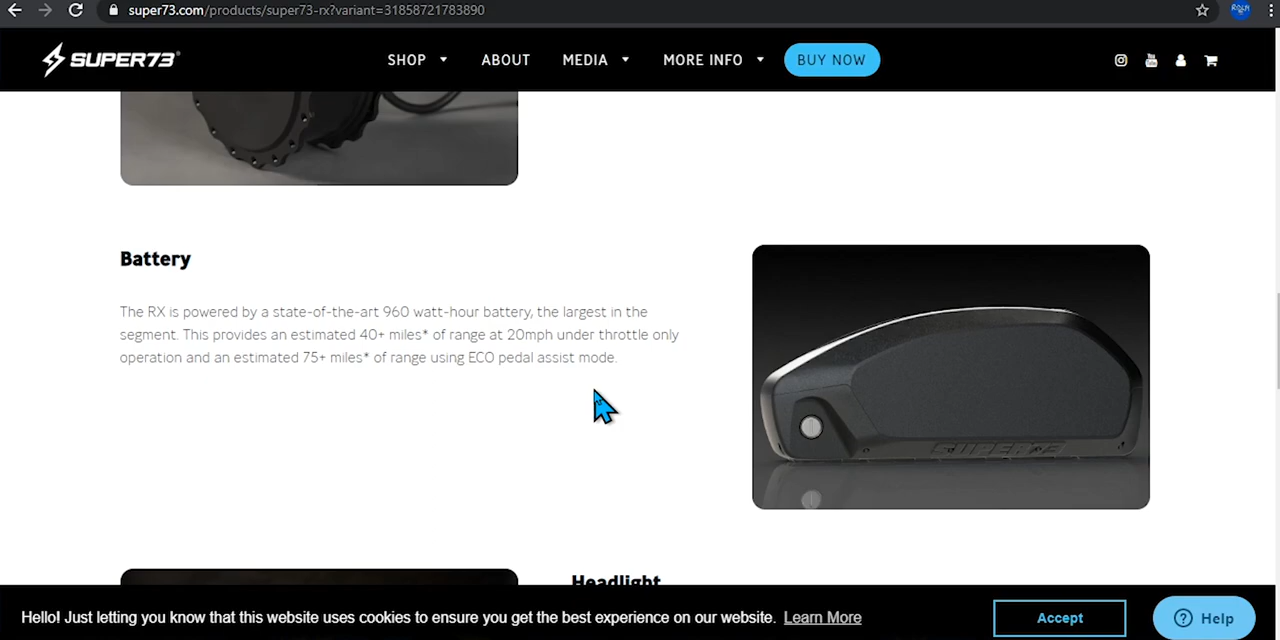 super73.com/products/super73-rx?variant=31858721783890
SUPER73
SHOP ABOUT MEDIA MORE INFO BUY NOW
Battery
The RX is powered by a state-of-the-art 960 watt-hour battery, the largest in the
segment. This provides an estimated 40+ miles* of range at 20mph under throttle only
operation and an estimated 75+ miles* of range using ECO pedal assist mode.
SUPER73
Headlight
Hello! Just letting you know that this website uses cookies to ensure you get the best experience on our website. Learn More
Accept
Help